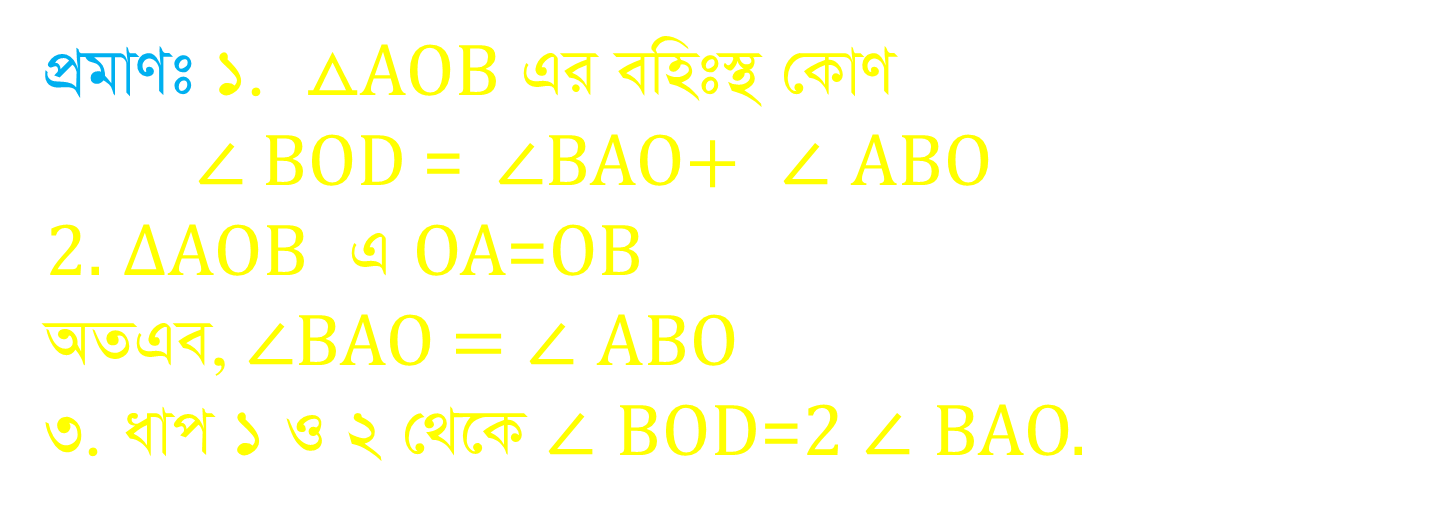 প্রমাণঃ ১. △AOB এর বহিঃস্থ কোণ
∠ BOD = ∠BAO+ ∠ ABO
2. ΔAOB এ OA=OB
অতএব, ∠BAO = ∠ ABO
৩. ধাপ ১ ও ২ থেকে ∠ BOD=2 ∠ BAO.